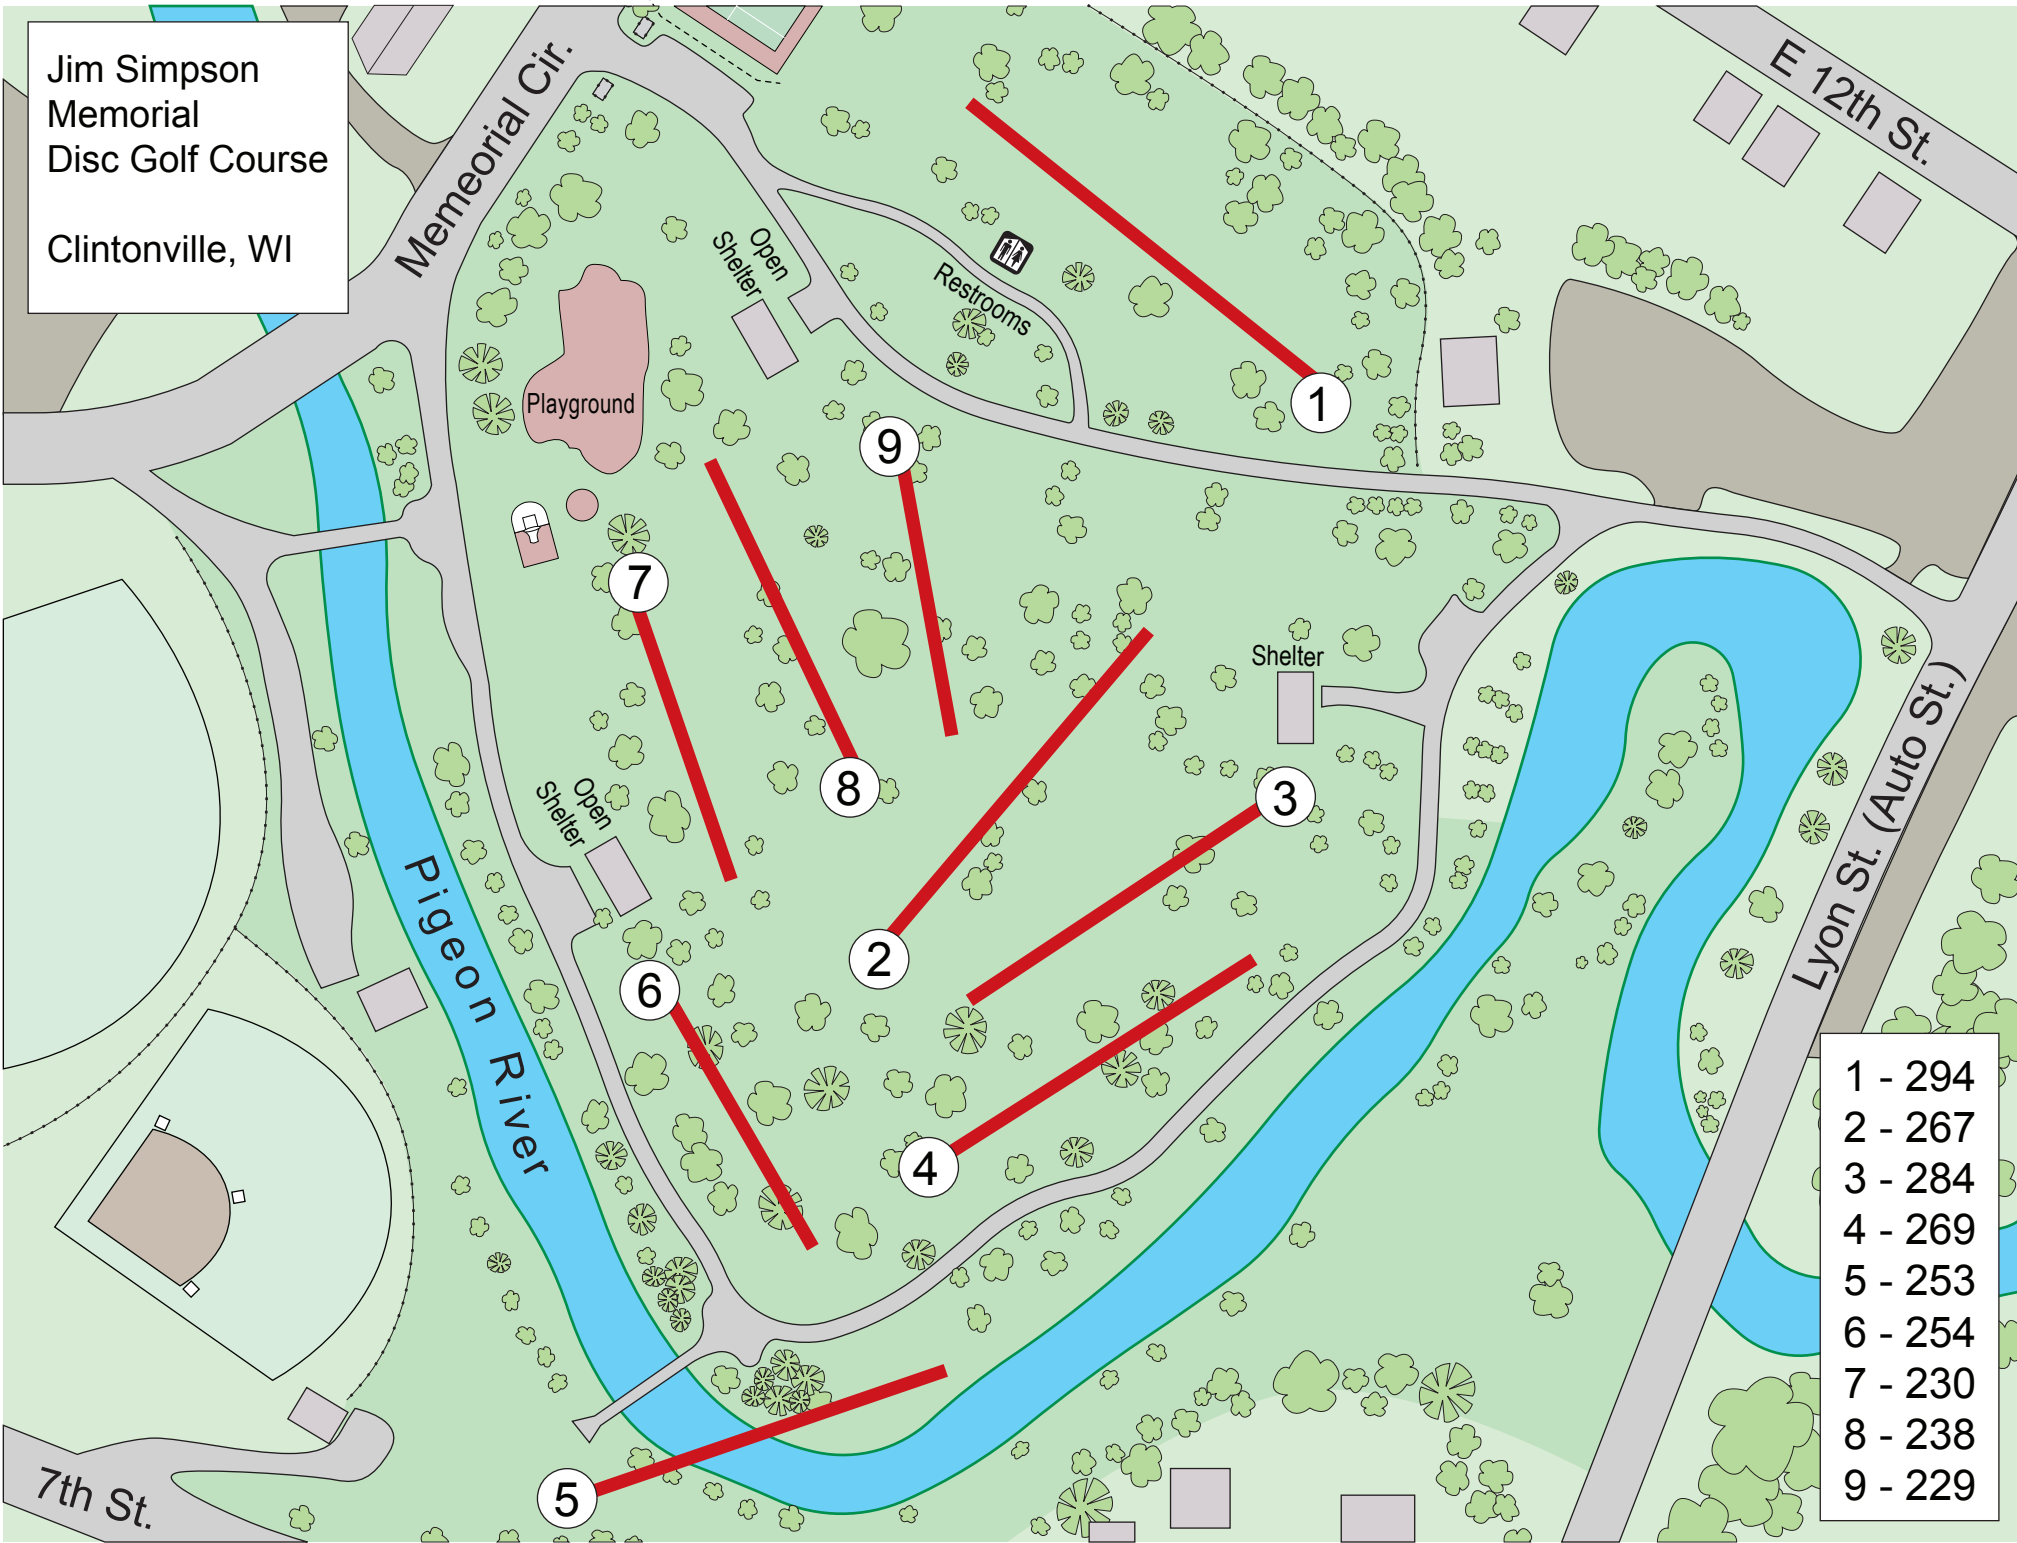 Jim Simpson
Memorial
Disc Golf Course
Clintonville, WI
Memeorial Cir.
E 12th St.
Open
Shelter
Restrooms
Playground
1
9
7
Shelter
8
3
Open
Shelter
2
6
4
5
Pigeon River
Lyon St. (Auto St.)
7th St.
1 - 294
2 - 267
3 - 284
4 - 269
5 - 253
6 - 254
7 - 230
8 - 238
9 - 229